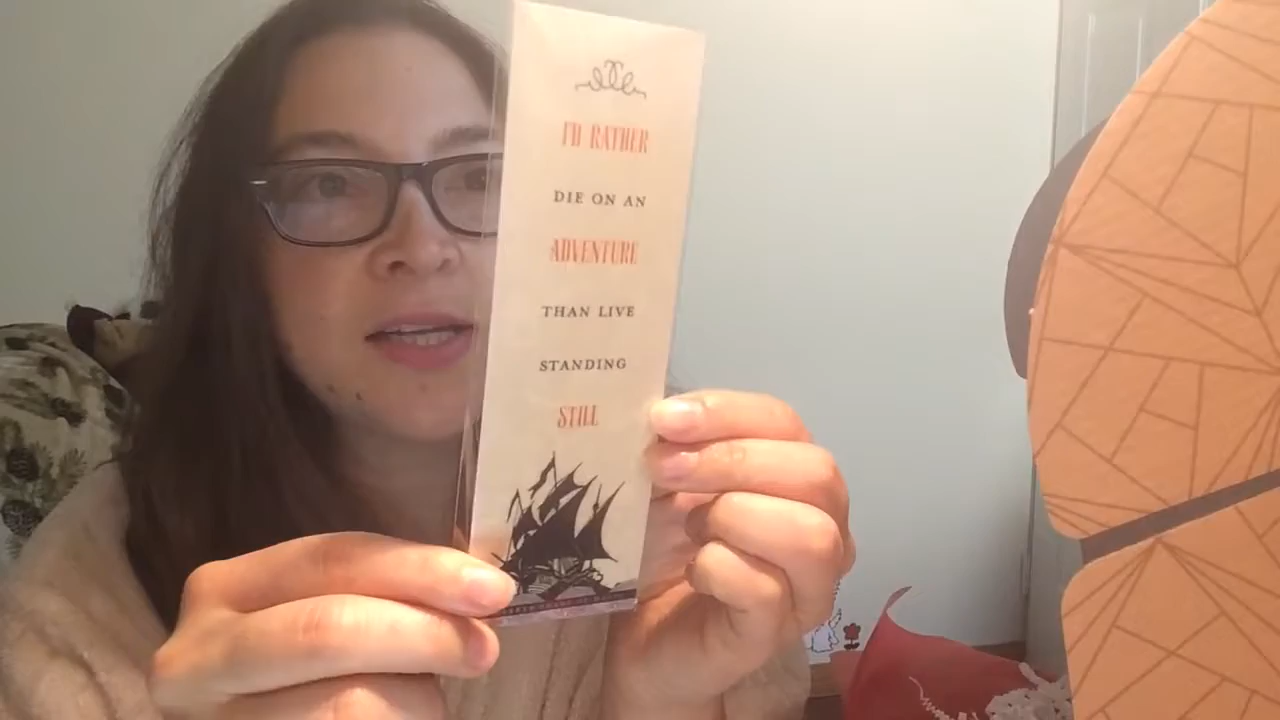 I'D RATHER
DIE ON AN
ADVENTURE
THAN LIVE
STANDING
STILL